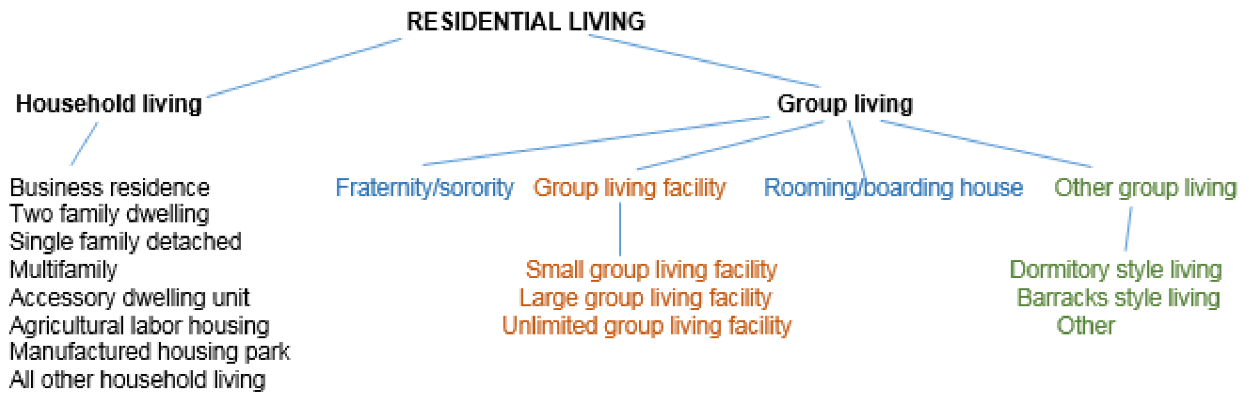 RESIDENTIAL LIVING
Household living
Group living
Business residence
Two family dwelling
Single family detached
Multifamily
Accessory dwelling unit
Agricultural labor housing
Manufactured housing park
All other household living
Fraternity/sorority
Group living facility
Rooming/boarding house
Other group living
Small group living facility
Large group living facility
Unlimited group living facility
Dormitory style living
Barracks style living
Other